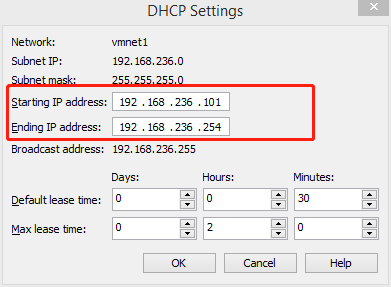 DHCP Settings
Network: vmnet1
Subnet IP: 192.168.236.0
Subnet mask: 255.255.255.0
Starting IP address: 192 . 168 . 236 . 101
Ending IP address: 192 . 168 . 236 . 254
Broadcast address: 192.168.236.255
Days: Hours: Minutes:
Default lease time: 0 0 30
Max lease time: 0 2 0
OK Cancel Help